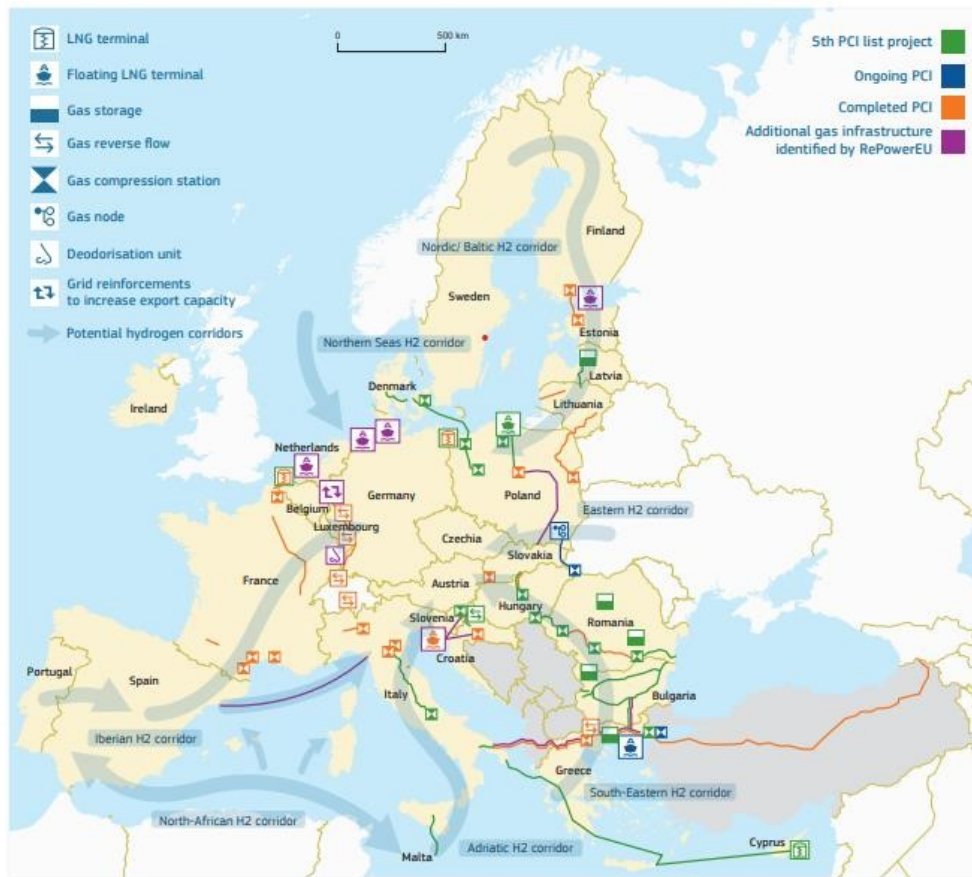 LNG terminal
Floating LNG terminal
Gas storage
Gas reverse flow
Gas compression station
Gas node
Deodorisation unit
Grid reinforcements
to increase export capacity
Potential hydrogen corridors
0 500 km
5th PCI list project
Ongoing PCI
Completed PCI
Additional gas infrastructure
identified by RePowerEU
Finland
Nordic/ Baltic H2 corridor
Sweden
Estonia
Northern Seas H2 corridor
Latvia
Denmark
Lithuania
Ireland
Netherlands
Belgium
Germany
Poland
Luxembourg
Eastern H2 corridor
Czechia
Slovakia
France
Austria
Hungary
Slovenia
Romania
Croatia
Portugal
Spain
Italy
Bulgaria
Iberian H2 corridor
Greece
South-Eastern H2 corridor
North-African H2 corridor
Adriatic H2 corridor
Malta
Cyprus